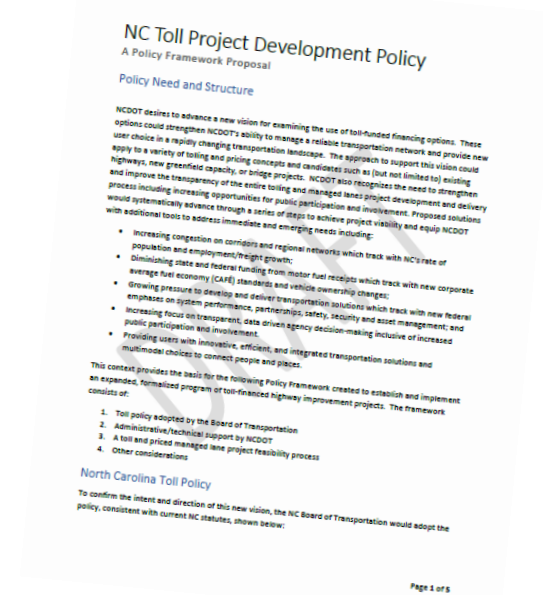 NC Toll Project Development Policy
A Policy Framework Proposal
Policy Need and Structure
NCDOT desires to advance a new vision for examining the use of toll-funded financing options. These
options could strengthen NCDOT's ability to manage a reliable transportation network and provide new
user choice in a rapidly changing transportation landscape. The approach to support this vision could
apply to a variety of tolling and pricing concepts and candidates such as (but not limited to) existing
highways, new greenfield capacity, or bridge projects. NCDOT also recognizes the need to strengthen
and improve the transparency of the entire tolling and managed lanes project development and delivery
process including increasing opportunities for public participation and involvement. Proposed solutions
would systematically advance through a series of steps to achieve project viability and equip NCDOT
with additional tools to address immediate and emerging needs including:
• Increasing congestion on corridors and regional networks which track with NC's rate of
population and employment/freight growth;
• Diminishing state and federal funding from motor fuel receipts which track with new corporate
average fuel economy (CAFÉ) standards and vehicle ownership changes;
• Growing pressure to develop and deliver transportation solutions which track with new federal
emphases on system performance, partnerships, safety, security and asset management; and
• Increasing focus on transparent, data driven agency decision-making inclusive of increased
public participation and involvement.
• Providing users with innovative, efficient, and integrated transportation solutions and
multimodal choices to connect people and places.
This context provides the basis for the following Policy Framework created to establish and implement
an expanded, formalized program of toll-financed highway improvement projects. The framework
consists of:
1. Toll policy adopted by the Board of Transportation
2. Administrative/technical support by NCDOT
3. A toll and priced managed lane project feasibility process
4. Other considerations
North Carolina Toll Policy
To confirm the intent and direction of this new vision, the NC Board of Transportation would adopt the
policy, consistent with current NC statutes, shown below:
Page 1 of 5
DRAFT